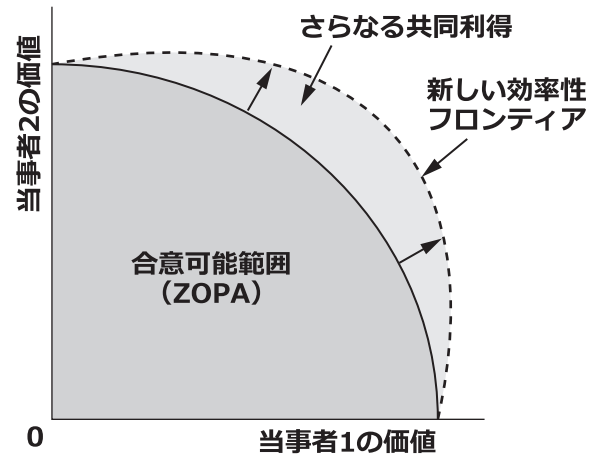 さらなる共同利得
新しい効率性
フロンティア
当事者2の価値
合意可能範囲
（ZOPA）
0
当事者1の価値